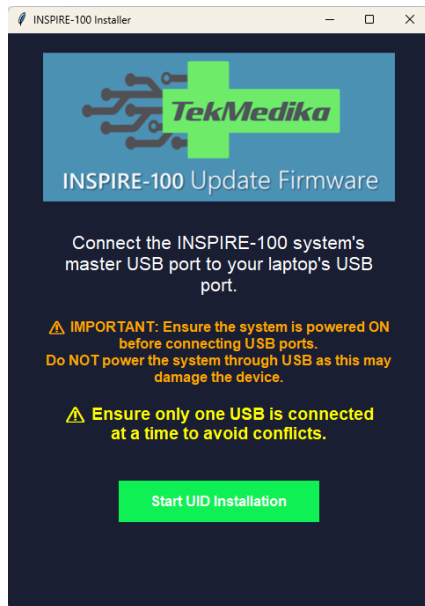 INSPIRE-100 Installer
TekMedika
INSPIRE-100 Update Firmware
Connect the INSPIRE-100 system's
master USB port to your laptop's USB
port.
⚠ IMPORTANT: Ensure the system is powered ON
before connecting USB ports.
Do NOT power the system through USB as this may
damage the device.
⚠ Ensure only one USB is connected
at a time to avoid conflicts.
Start UID Installation